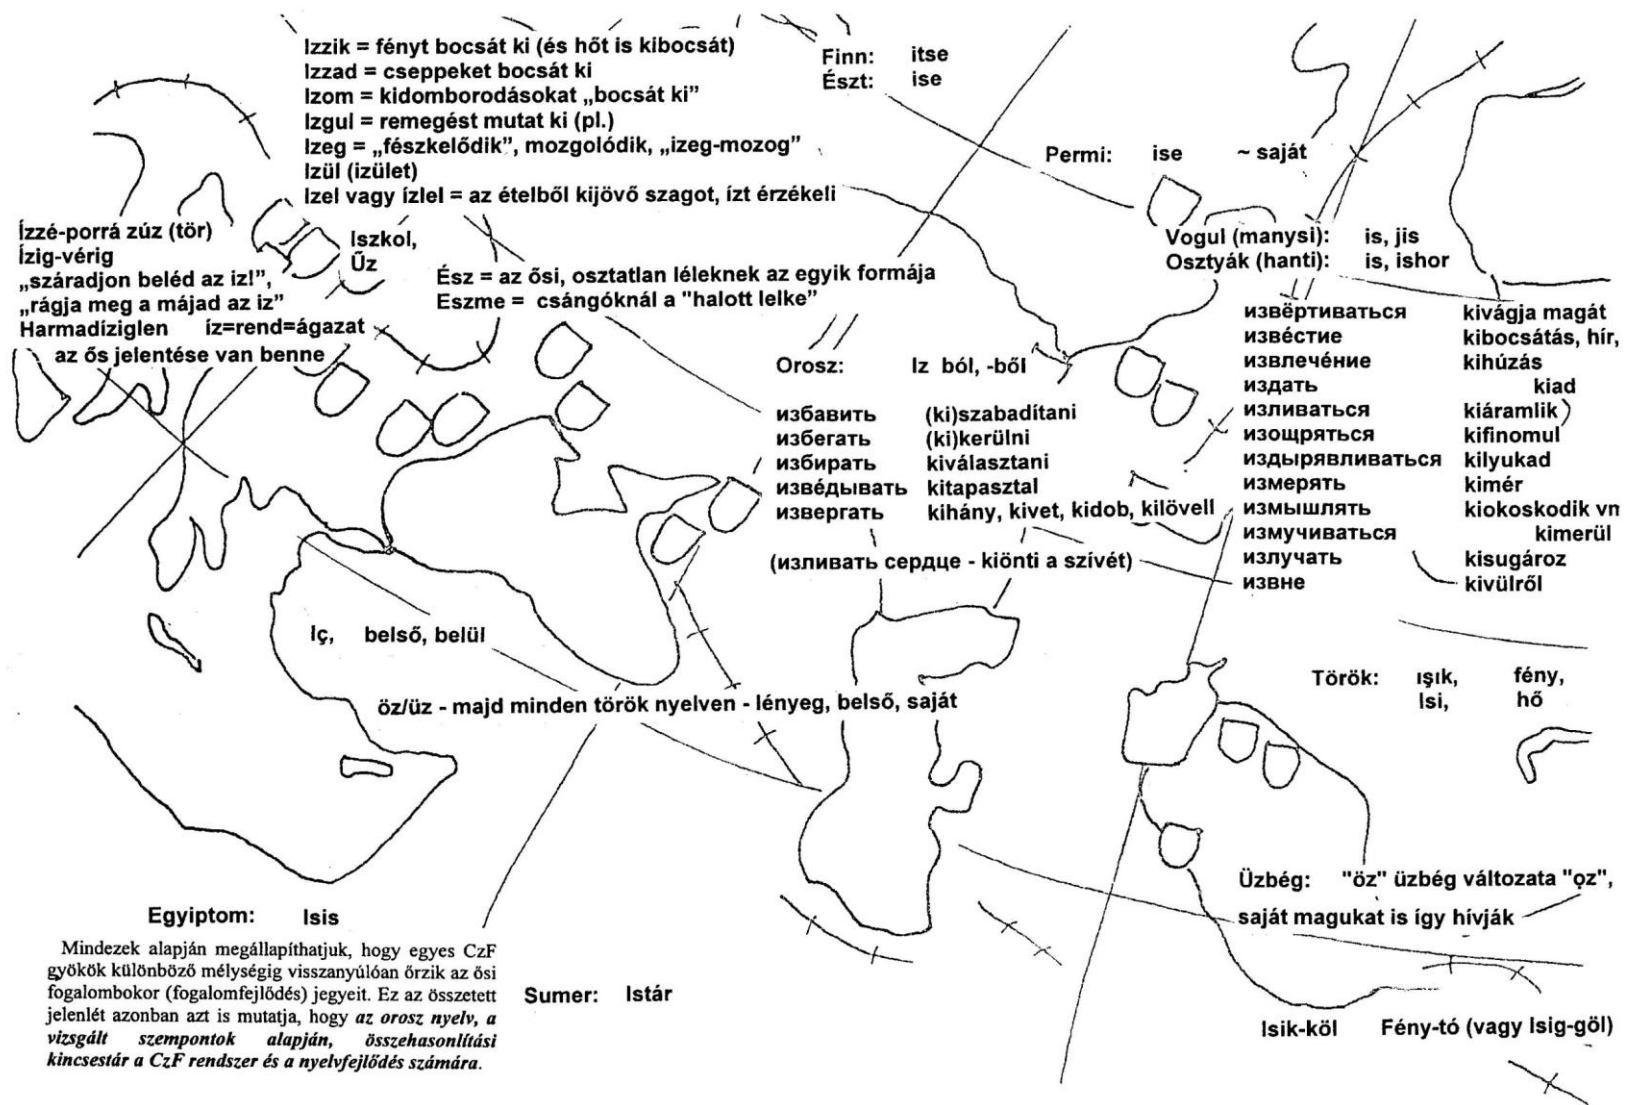 Izzik = fényt bocsát ki (és hőt is kibocsát)
Izzad = cseppeket bocsát ki
Izom = kidomborodásokat „bocsát ki”
Izgul = remegést mutat ki (pl.)
Izeg = „fészkelődik”, mozgolódik, „izeg-mozog”
Izül (izület)
Izel vagy ízlel = az ételből kijövő szagot, ízt érzékeli
Finn: itse
Észt: ise
Permi: ise ~ saját
Vogul (manysi): is, jis
Osztyák (hanti): is, ishor
Ízzé-porrá zúz (tör)
Ízig-vérig
„száradjon beléd az iz!”,
„rágja meg a májad az iz”
Harmadíziglen íz=rend=ágazat
az ős jelentése van benne
Iszkol,
Űz
Ész = az ősi, osztatlan léleknek az egyik formája
Eszme = csángóknál a "halott lelke”
Orosz: Iz ból, -ből
избавить (ki)szabadítani
избегать (ki)kerülni
избирать kiválasztani
изве́дывать kitapasztal
извергать kihány, kivet, kidob, kilövell
(изливать сердце - kiönti a szívét)
извёртиваться kivágja magát
изве́стие kibocsátás, hír,
извлече́ние kihúzás
издать kiad
изливаться kiáramlik
изощряться kifinomul
издырявливаться kilyukad
измерять kimér
измышлять kiokoskodik vm
измучиваться kimerül
излучать kisugároz
извне kivülről
Iç, belső, belül
öz/üz - majd minden török nyelven - lényeg, belső, saját
Török: ışık, fény,
Isi, hő
Üzbég: "öz" üzbég változata "ọz",
saját magukat is így hívják
Egyiptom: Isis
Mindezek alapján megállapíthatjuk, hogy egyes CzF
gyökök különböző mélységig visszanyúlóan őrzik az ősi
fogalombokor (fogalomfejlődés) jegyeit. Ez az összetett
jelenlét azonban azt is mutatja, hogy az orosz nyelv, a
vizsgált szempontok alapján, összehasonlítási
kincsestár a CzF rendszer és a nyelvfejlődés számára.
Sumer: Istár
Isik-köl Fény-tó (vagy Isig-göl)